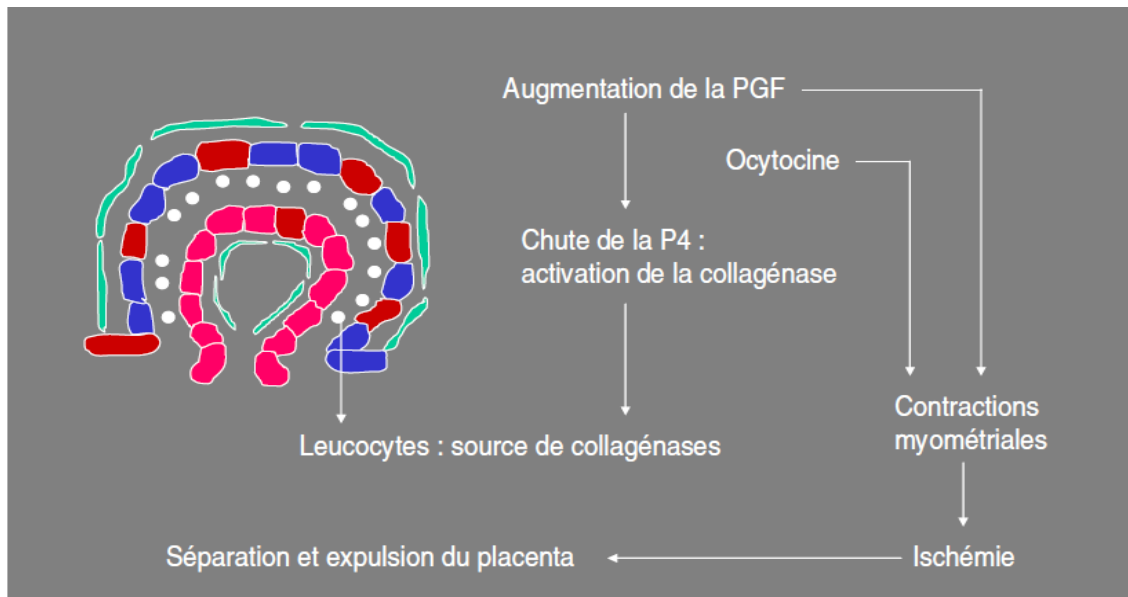 Augmentation de la PGF
Ocytocine
Chute de la P4 :
activation de la collagénase
Contractions
myométriales
Leucocytes : source de collagénases
Séparation et expulsion du placenta
Ischémie